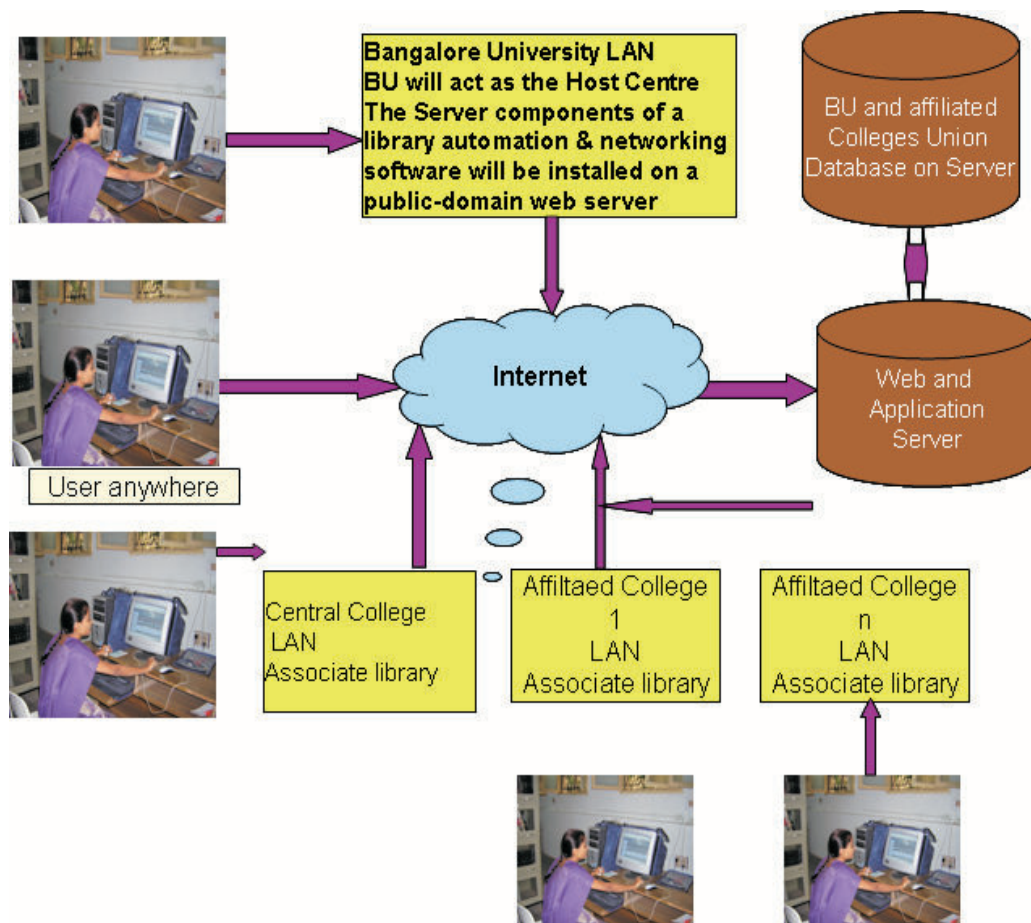 Bangalore University LAN
BU will act as the Host Centre
The Server components of a
library automation & networking
software will be installed on a
public-domain web server
BU and affiliated
Colleges Union
Database on Server
Internet
Web and
Application
Server
User anywhere
Central College
LAN
Associate library
Affiltaed College
1
LAN
Associate library
Affiltaed College
n
LAN
Associate library